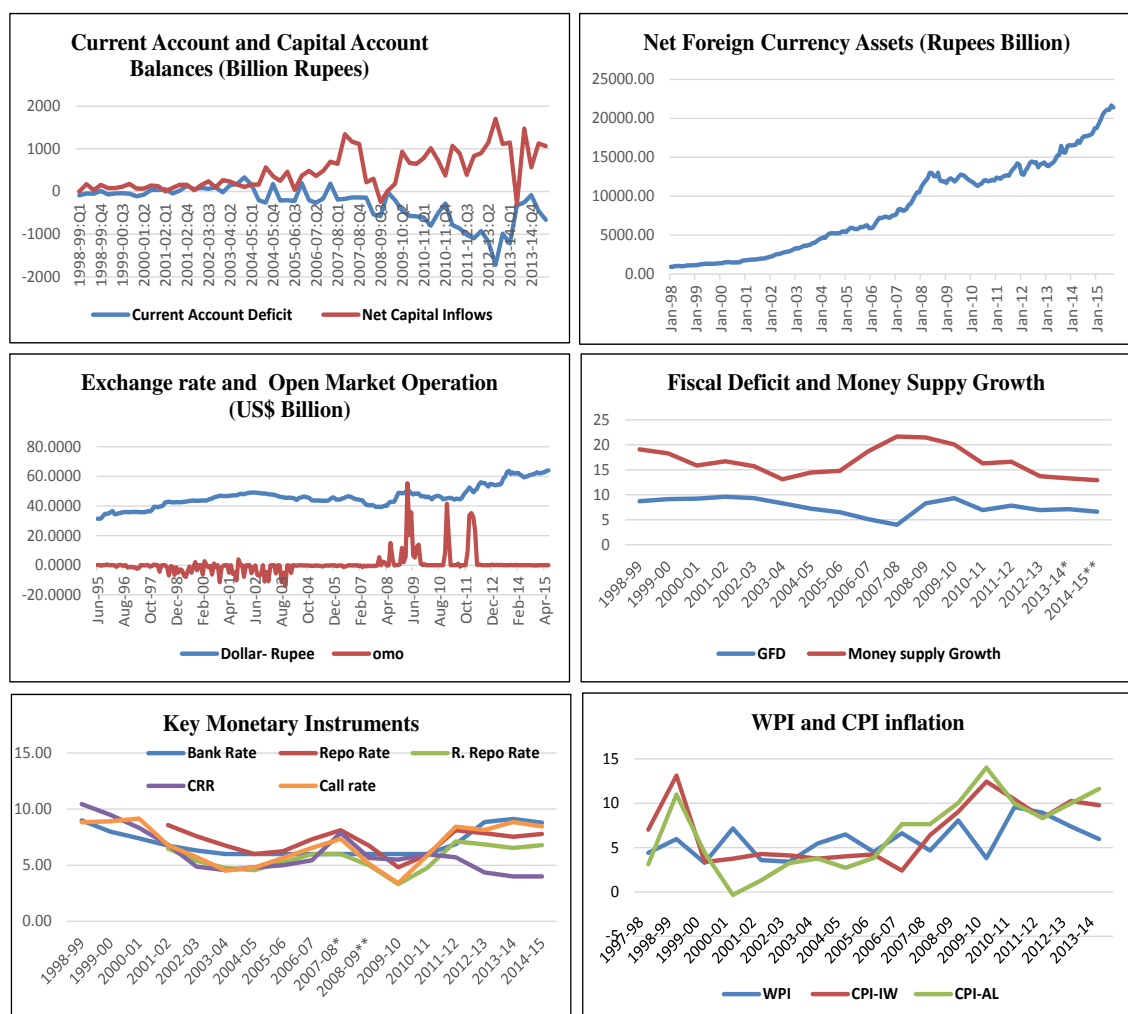 Current Account and Capital Account
Balances (Billion Rupees)
2000
1000
0
-1000
-2000
1998-99:Q1
1998-99:Q4
1999-00:Q3
2000-01:Q2
2001-02:Q1
2001-02:Q4
2002-03:Q3
2003-04:Q2
2004-05:Q1
2004-05:Q4
2005-06:Q3
2006-07:Q2
2007-08:Q1
2007-08:Q4
2008-09:Q3
2009-10:Q2
2010-11:Q1
2010-11:Q4
2011-12:Q3
2012-13:Q2
2013-14:Q1
2013-14:Q4
Current Account Deficit
Net Capital Inflows
Net Foreign Currency Assets (Rupees Billion)
25000.00
20000.00
15000.00
10000.00
5000.00
0.00
Jan-98
Jan-99
Jan-00
Jan-01
Jan-02
Jan-03
Jan-04
Jan-05
Jan-06
Jan-07
Jan-08
Jan-09
Jan-10
Jan-11
Jan-12
Jan-13
Jan-14
Jan-15
Exchange rate and Open Market Operation
(US$ Billion)
80.0000
60.0000
40.0000
20.0000
0.0000
-20.0000
Jun-95
Aug-96
Oct-97
Dec-98
Feb-00
Apr-01
Jun-02
Aug-03
Oct-04
Dec-05
Feb-07
Apr-08
Jun-09
Aug-10
Oct-11
Dec-12
Feb-14
Apr-15
Dollar- Rupee
omo
Fiscal Deficit and Money Suppy Growth
25
20
15
10
5
0
1998-99
1999-00
2000-01
2001-02
2002-03
2003-04
2004-05
2005-06
2006-07
2007-08
2008-09
2009-10
2010-11
2011-12
2012-13
2013-14*
2014-15**
GFD
Money supply Growth
Key Monetary Instruments
Bank Rate
Repo Rate
R. Repo Rate
CRR
Call rate
15.00
10.00
5.00
0.00
1998-99
1999-00
2000-01
2001-02
2002-03
2003-04
2004-05
2005-06
2006-07
2007-08*
2008-09**
2009-10
2010-11
2011-12
2012-13
2013-14
2014-15
WPI and CPI inflation
15
10
5
0
-5
1997-98
1998-99
1999-00
2000-01
2001-02
2002-03
2003-04
2004-05
2005-06
2006-07
2007-08
2008-09
2009-10
2010-11
2011-12
2012-13
2013-14
WPI
CPI-IW
CPI-AL